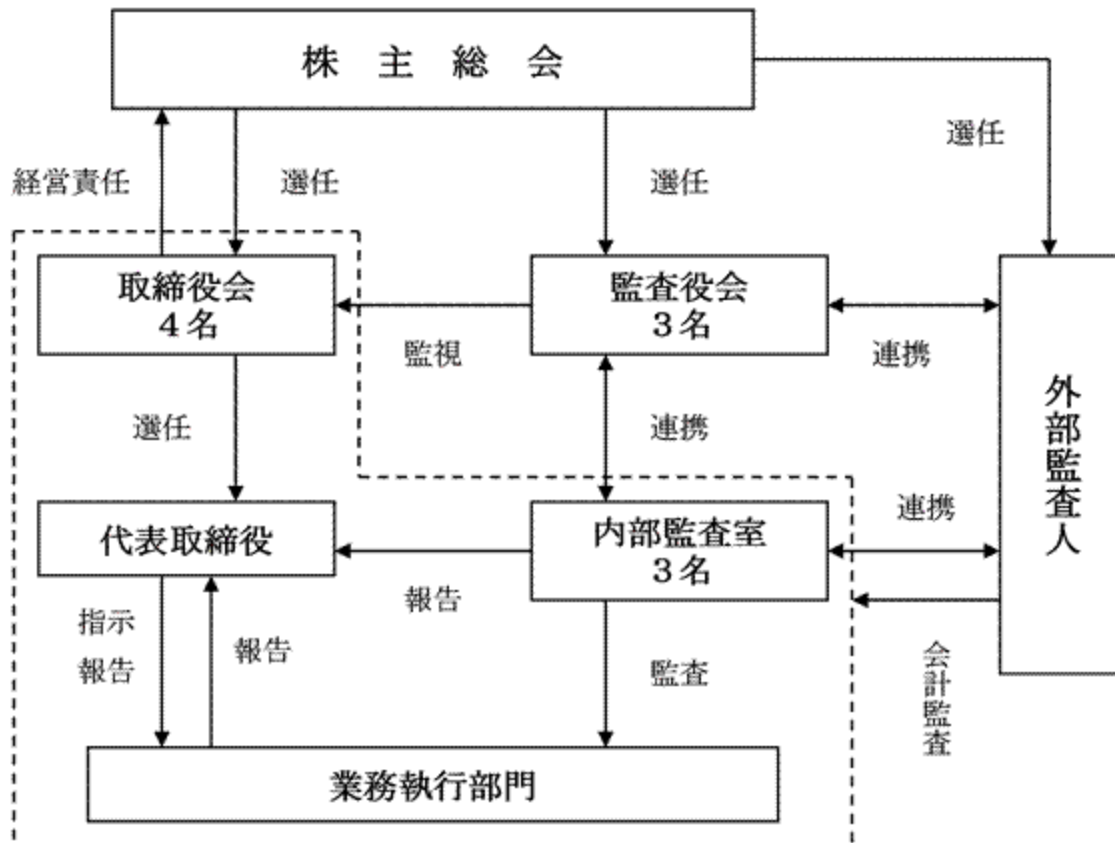 株主総会
選任
経営責任
選任
選任
取締役会
4名
監査役会
3名
監視
連携
外部監査人
選任
連携
代表取締役
内部監査室
3名
連携
報告
指示
報告
報告
監査
会計監査
業務執行部門